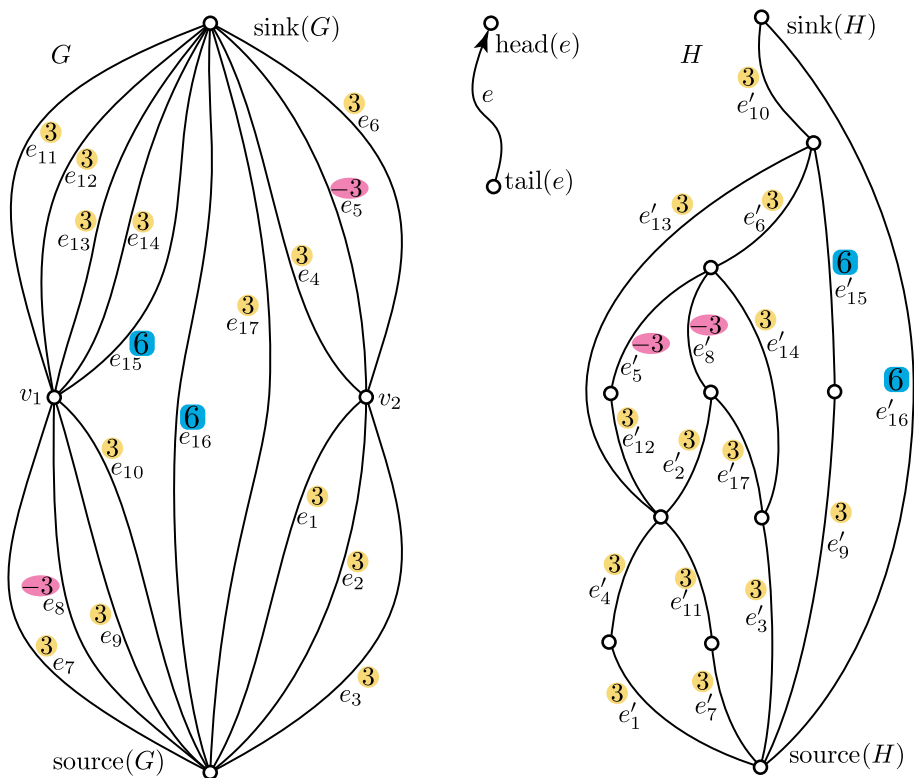 G
sink(G)
3
e₁₁
3
e₁₂
3
e₁₃
3
e₁₄
6
e₁₅
6
e₁₆
3
e₁₇
3
e₄
-3
e₅
3
e₆
v₁
v₂
3
e₁₀
3
e₁
3
e₂
3
e₃
-3
e₈
3
e₇
3
e₉
source(G)
head(e)
e
tail(e)
H
sink(H)
3
e′₁₀
e′₁₃ 3
3
e′₆
6
e′₁₅
6
e′₁₆
-3
e′₅
-3
e′₈
3
e′₁₄
3
e′₁₂
3
e′₂
3
e′₁₇
3
e′₉
3
e′₄
3
e′₁₁
3
e′₃
3
e′₁
3
e′₇
source(H)